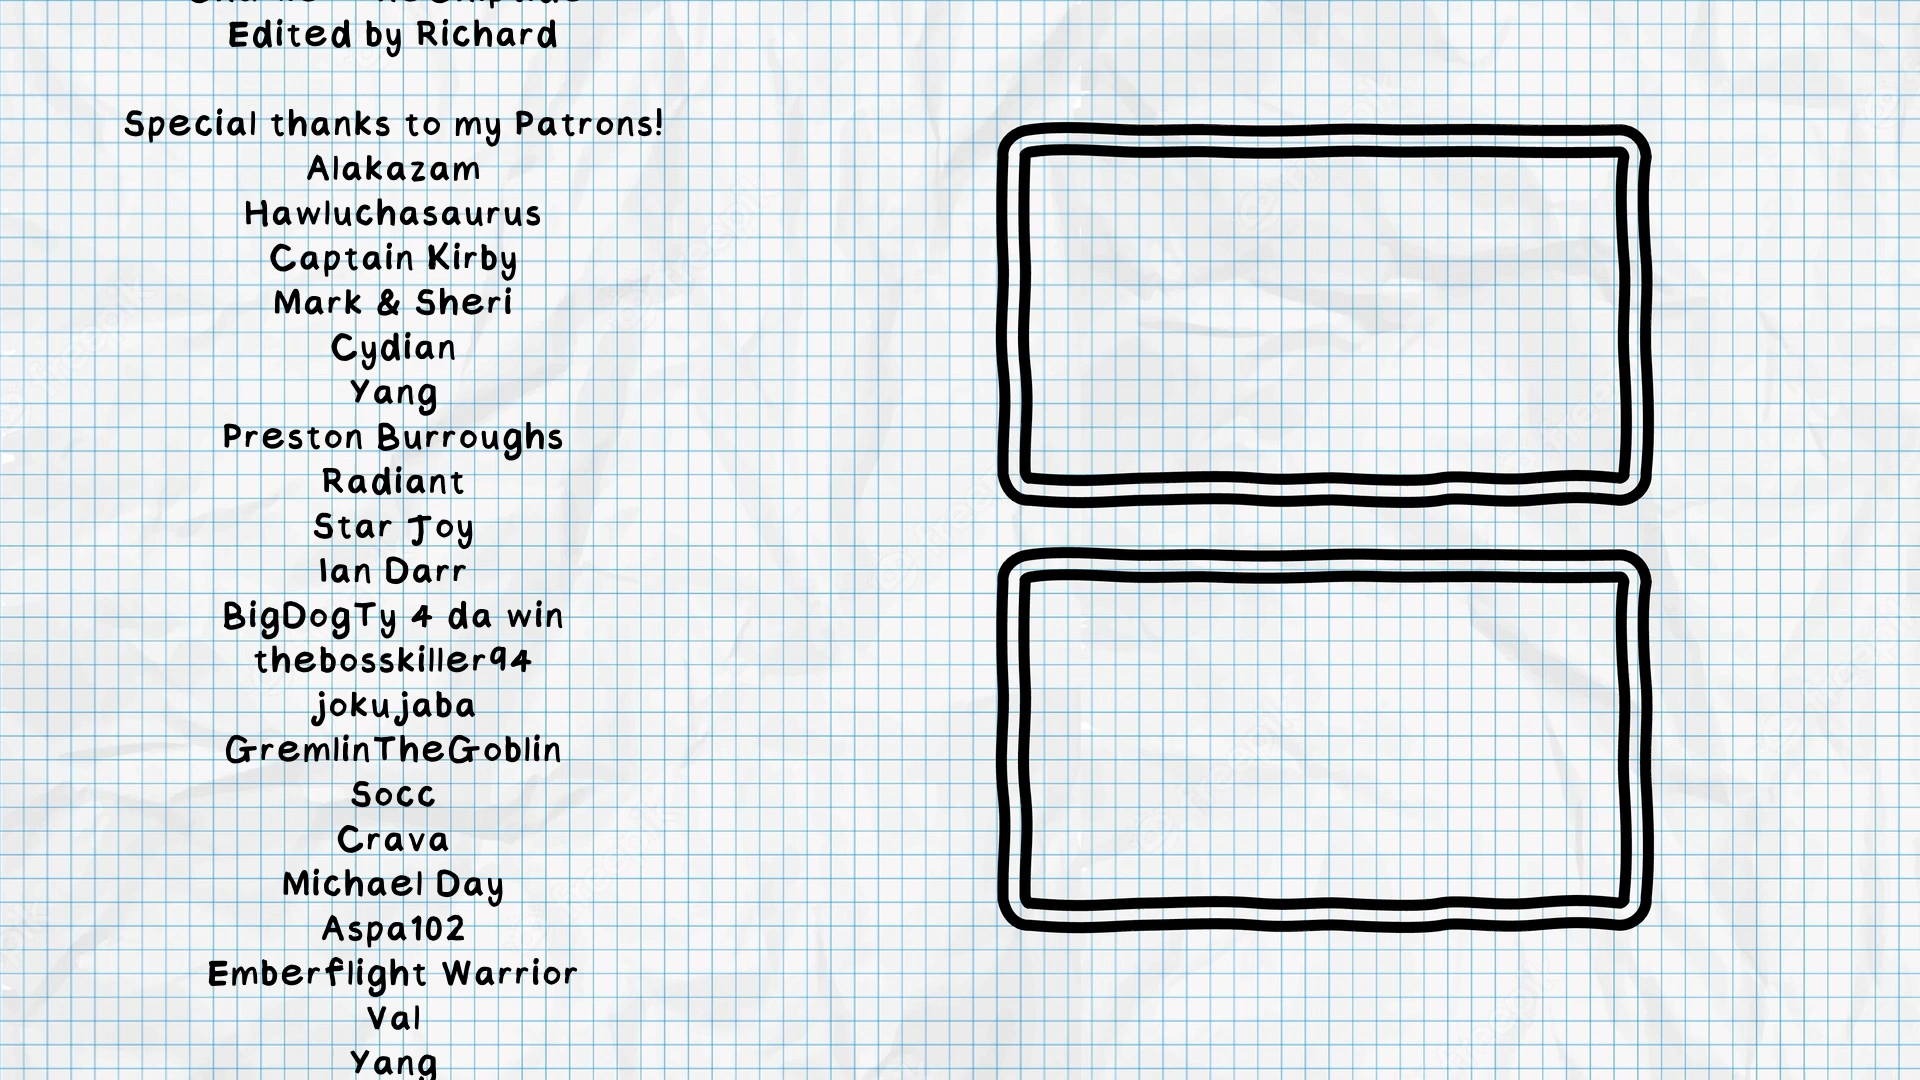 Edited by Richard
Special thanks to my Patrons!
Alakazam
Hawluchasaurus
Captain Kirby
Mark & Sheri
Cydian
Yang
Preston Burroughs
Radiant
Star Joy
Ian Darr
BigDogTy 4 da win
thebosskiller94
jokujaba
GremlinTheGoblin
Socc
Crava
Michael Day
Aspa102
Emberflight Warrior
Val
Yang